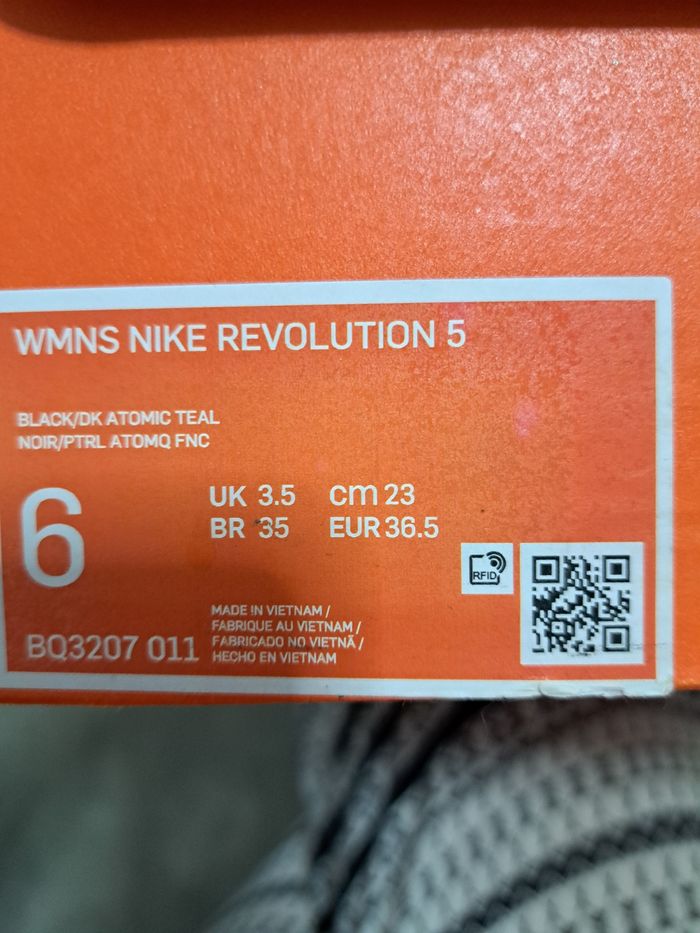 WMNS NIKE REVOLUTION 5
BLACK/DK ATOMIC TEAL
NOIR/PTRL ATOMQ FNC
6
UK 3.5 cm 23
BR 35 EUR 36.5
RFID
MADE IN VIETNAM /
FABRIQUE AU VIETNAM /
FABRICADO NO VIETNÃ /
HECHO EN VIETNAM
BQ3207 011